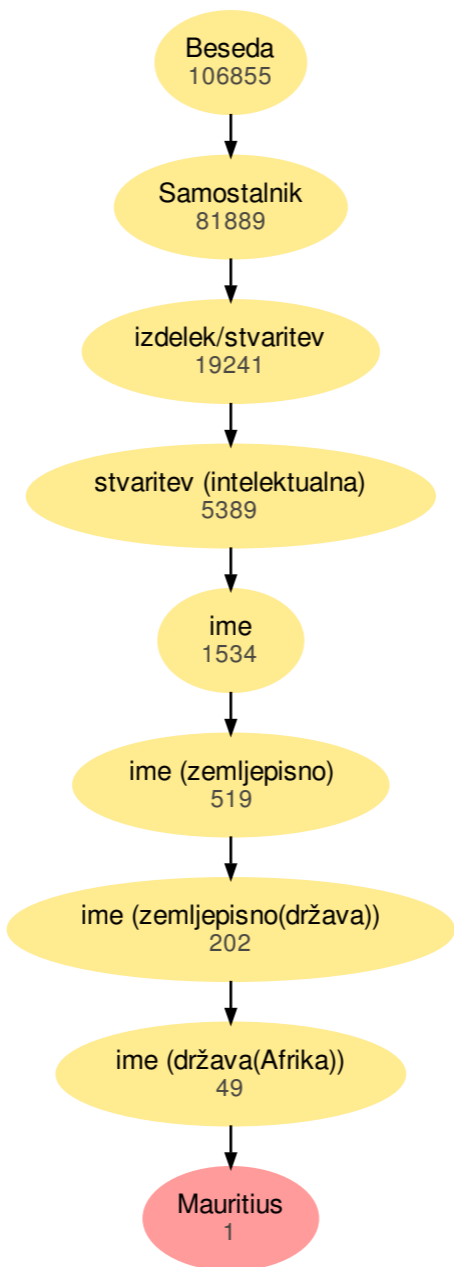 Beseda
106855
Samostalnik
81889
izdelek/stvaritev
19241
stvaritev (intelektualna)
5389
ime
1534
ime (zemljepisno)
519
ime (zemljepisno(država))
202
ime (država(Afrika))
49
Mauritius
1